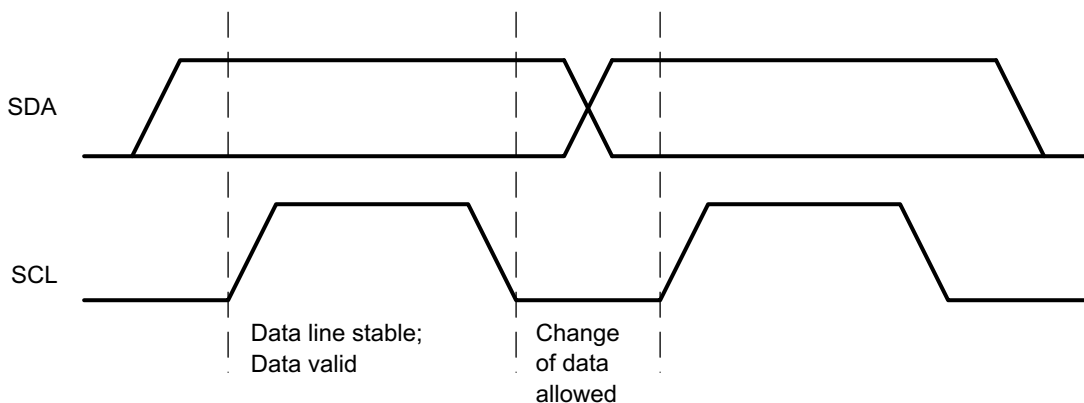 SDA
SCL
Data line stable;
Data valid
Change
of data
allowed